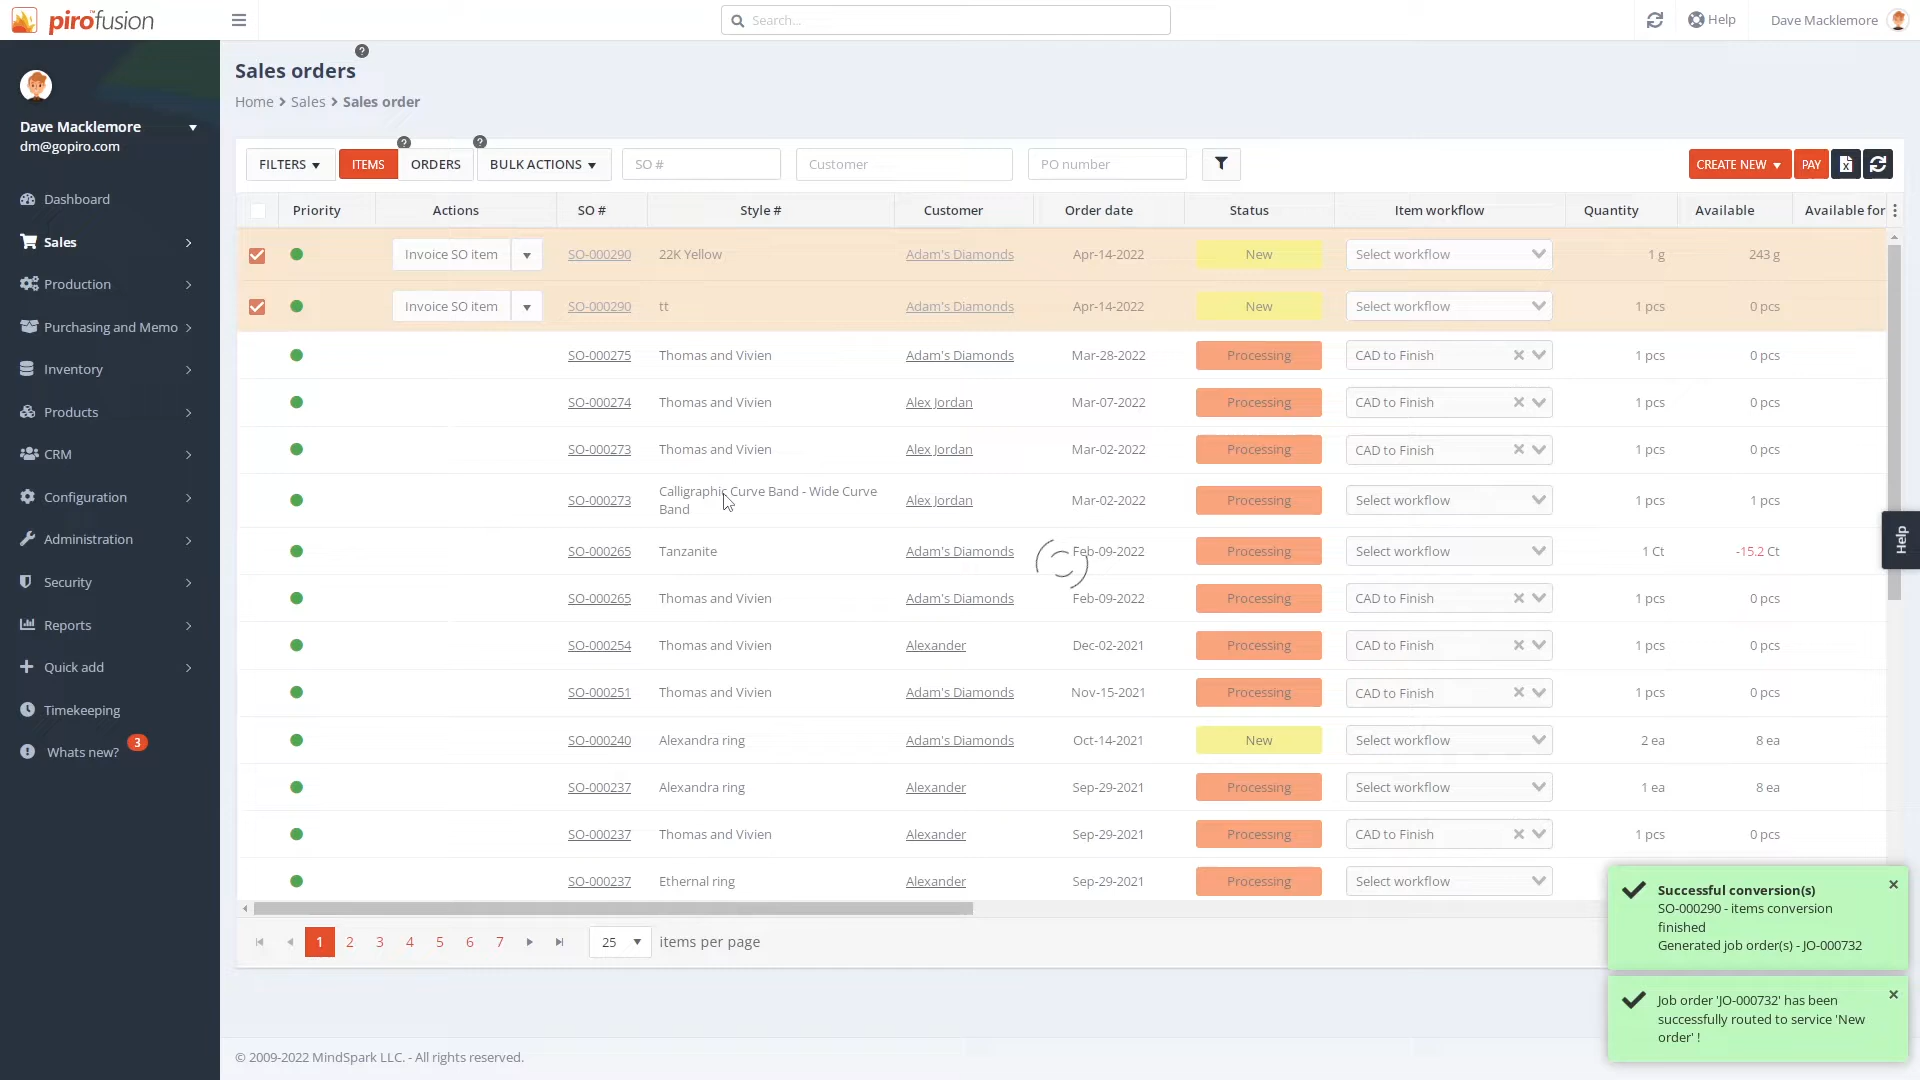 pirofusion
Search...
Help
Dave Macklemore
Dave Macklemore
dm@gopiro.com
Dashboard
Sales
Production
Purchasing and Memo
Inventory
Products
CRM
Configuration
Administration
Security
Reports
Quick add
Timekeeping
Whats new? 3
?
Sales orders
Home > Sales > Sales order
? ?
FILTERS ITEMS ORDERS BULK ACTIONS SO # Customer PO number CREATE NEW PAY
Priority Actions SO # Style # Customer Order date Status Item workflow Quantity Available Available for
Invoice SO item SO-000290 22K Yellow Adam's Diamonds Apr-14-2022 New Select workflow 1 g 243 g
Invoice SO item SO-000290 tt Adam's Diamonds Apr-14-2022 New Select workflow 1 pcs 0 pcs
SO-000275 Thomas and Vivien Adam's Diamonds Mar-28-2022 Processing CAD to Finish 1 pcs 0 pcs
SO-000274 Thomas and Vivien Alex Jordan Mar-07-2022 Processing CAD to Finish 1 pcs 0 pcs
SO-000273 Thomas and Vivien Alex Jordan Mar-02-2022 Processing CAD to Finish 1 pcs 0 pcs
SO-000273 Calligraphic Curve Band - Wide Curve Alex Jordan Mar-02-2022 Processing Select workflow 1 pcs 1 pcs
Band
SO-000265 Tanzanite Adam's Diamonds Feb-09-2022 Processing Select workflow 1 Ct -15.2 Ct
SO-000265 Thomas and Vivien Adam's Diamonds Feb-09-2022 Processing CAD to Finish 1 pcs 0 pcs
SO-000254 Thomas and Vivien Alexander Dec-02-2021 Processing CAD to Finish 1 pcs 0 pcs
SO-000251 Thomas and Vivien Adam's Diamonds Nov-15-2021 Processing CAD to Finish 1 pcs 0 pcs
SO-000240 Alexandra ring Adam's Diamonds Oct-14-2021 New Select workflow 2 ea 8 ea
SO-000237 Alexandra ring Alexander Sep-29-2021 Processing Select workflow 1 ea 8 ea
SO-000237 Thomas and Vivien Alexander Sep-29-2021 Processing CAD to Finish 1 pcs 0 pcs
SO-000237 Ethernal ring Alexander Sep-29-2021 Processing Select workflow
1 2 3 4 5 6 7 25 items per page
Help
Successful conversion(s)
SO-000290 - items conversion
finished
Generated job order(s) - JO-000732
Job order 'JO-000732' has been
successfully routed to service 'New
order' !
© 2009-2022 MindSpark LLC. - All rights reserved.